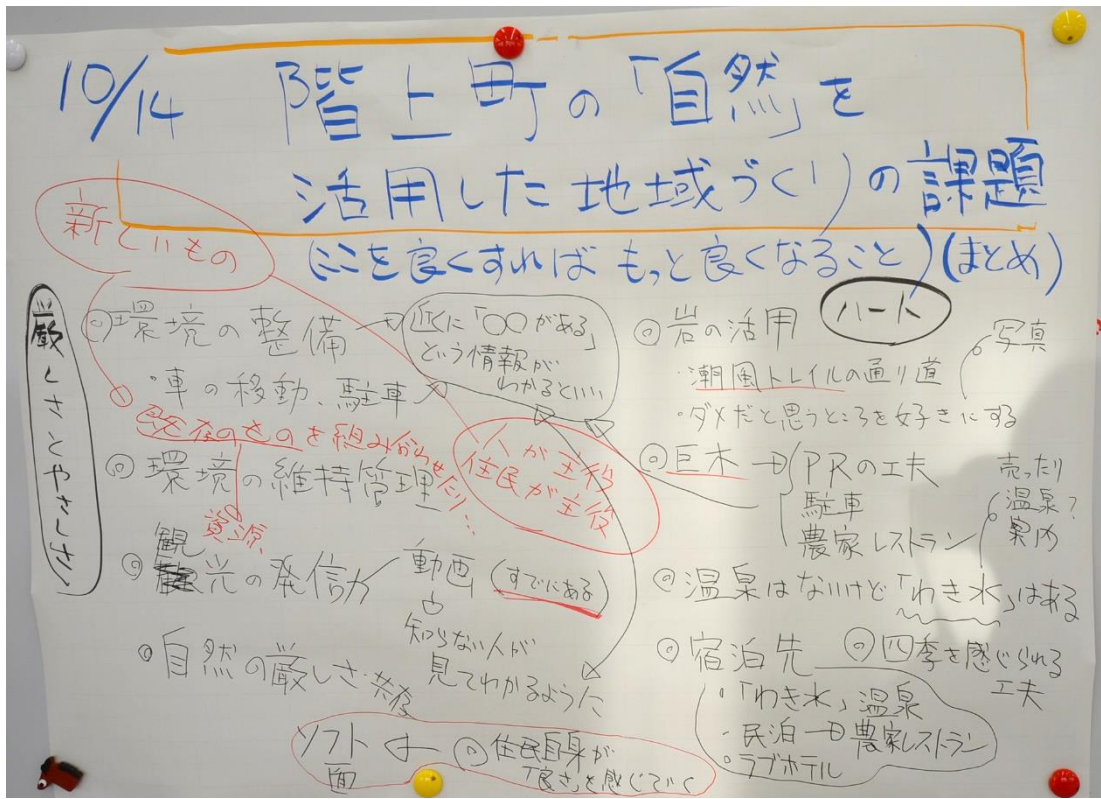 10/14 階上町の「自然」を
活用した地域づくりの課題
(ここを良くすれば もっと良くなること)(まとめ)
新しいもの
厳しさとやさしさ
◎環境の整備
近くに「○○がある」
という情報が
わかるといい
・車の移動、駐車
既存のものを組み合わせたり…
資源
◎環境の維持管理
人が主役
住民が主役
◎観光の発信力
動画(すでにある)
知らない人が
見てわかるように
◎自然の厳しさ・共存
ソフト面
◎住民自身が
「良さ」を感じていく
ハート
◎岩の活用
写真
・潮風トレイルの通り道
・ダメだと思うところを好きにする
◎巨木
PRの工夫
駐車
農家レストラン
売ったり
温泉?
案内
◎温泉はないけど「わき水」はある
◎宿泊先
◎四季を感じられる
工夫
・「わき水」温泉
・民泊→農家レストラン
・ラブホテル